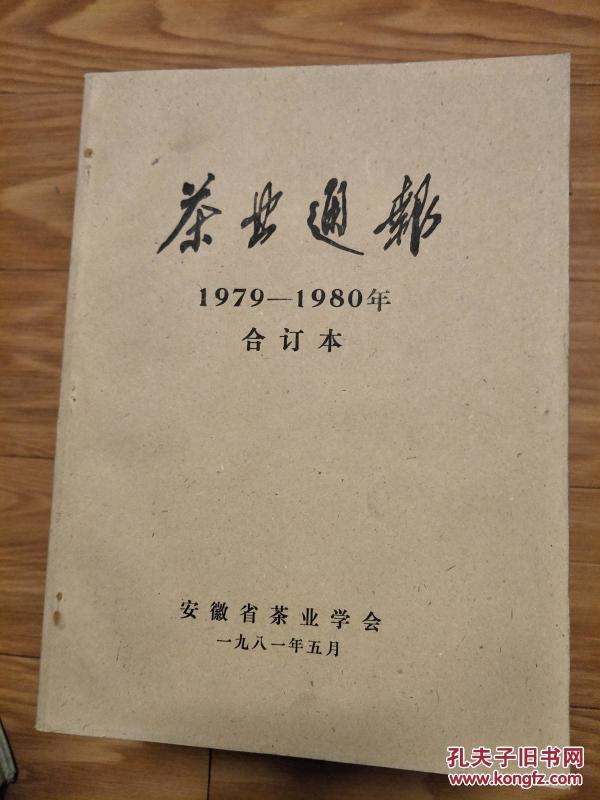 茶业通報
1979—1980年
合订本
安徽省茶业学会
一九八一年五月
孔夫子旧书网
www.kongfz.com